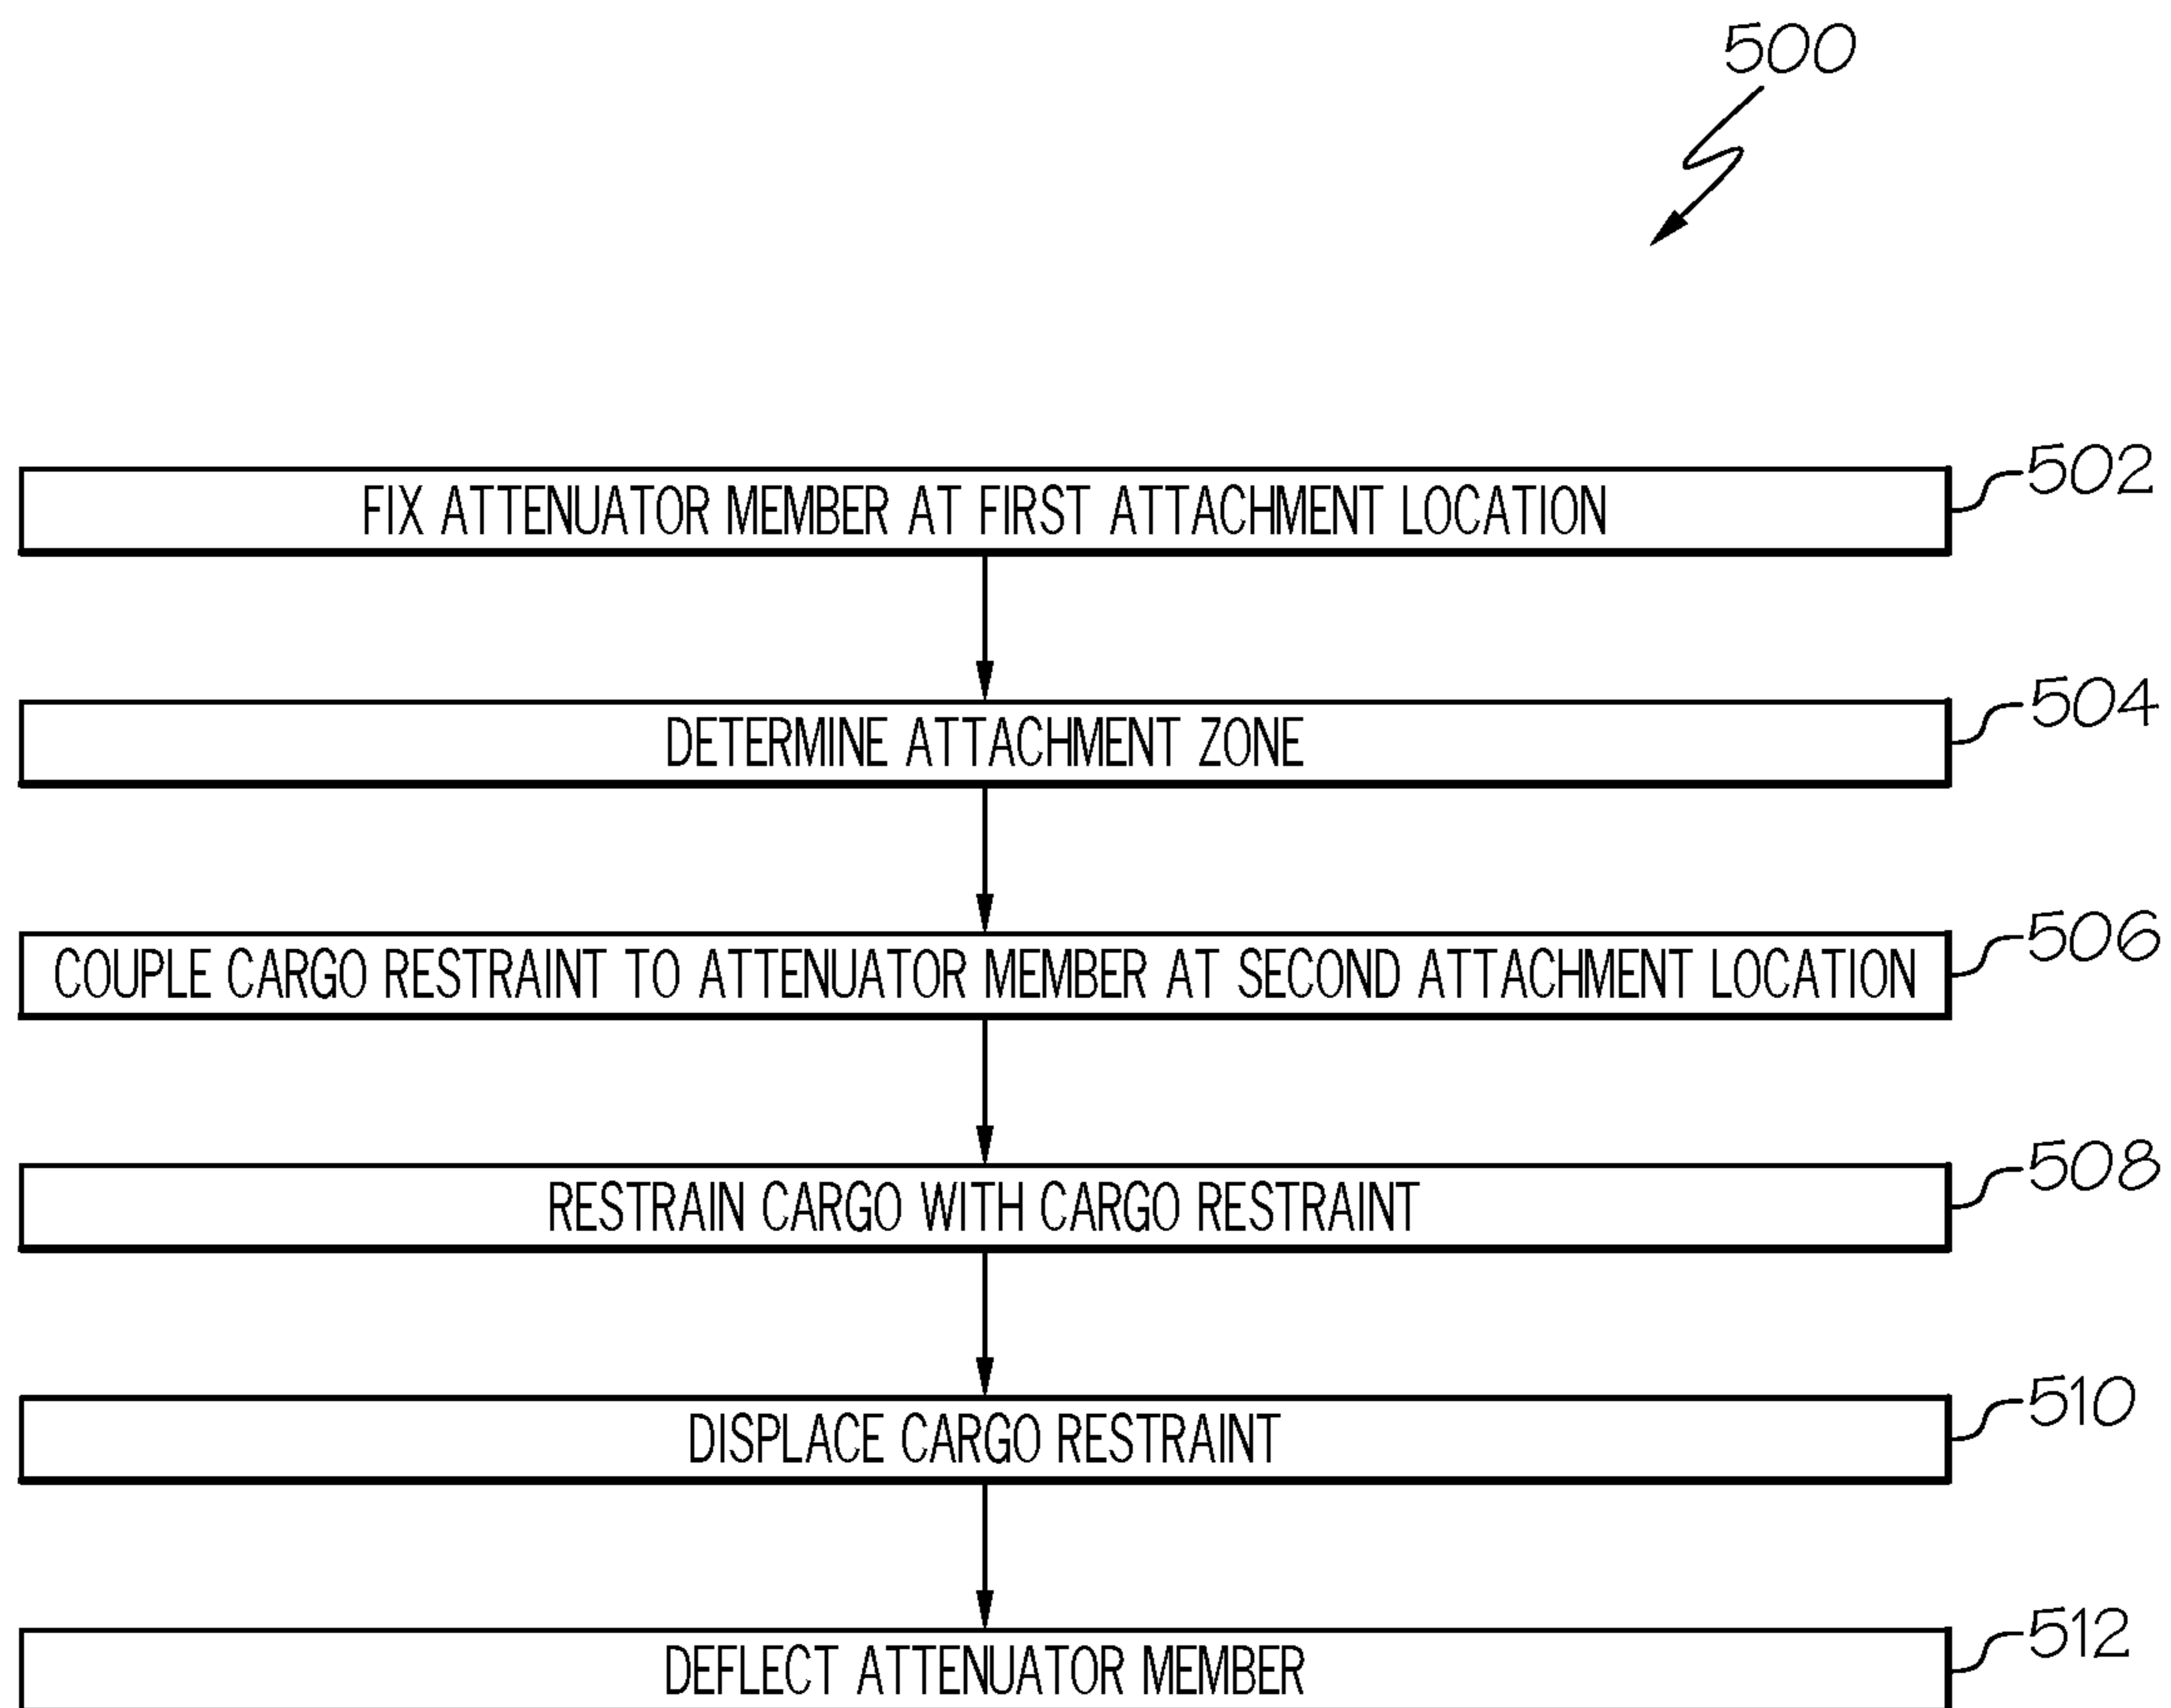 500
FIX ATTENUATOR MEMBER AT FIRST ATTACHMENT LOCATION
502
DETERMINE ATTACHMENT ZONE
504
COUPLE CARGO RESTRAINT TO ATTENUATOR MEMBER AT SECOND ATTACHMENT LOCATION
506
RESTRAIN CARGO WITH CARGO RESTRAINT
508
DISPLACE CARGO RESTRAINT
510
DEFLECT ATTENUATOR MEMBER
512